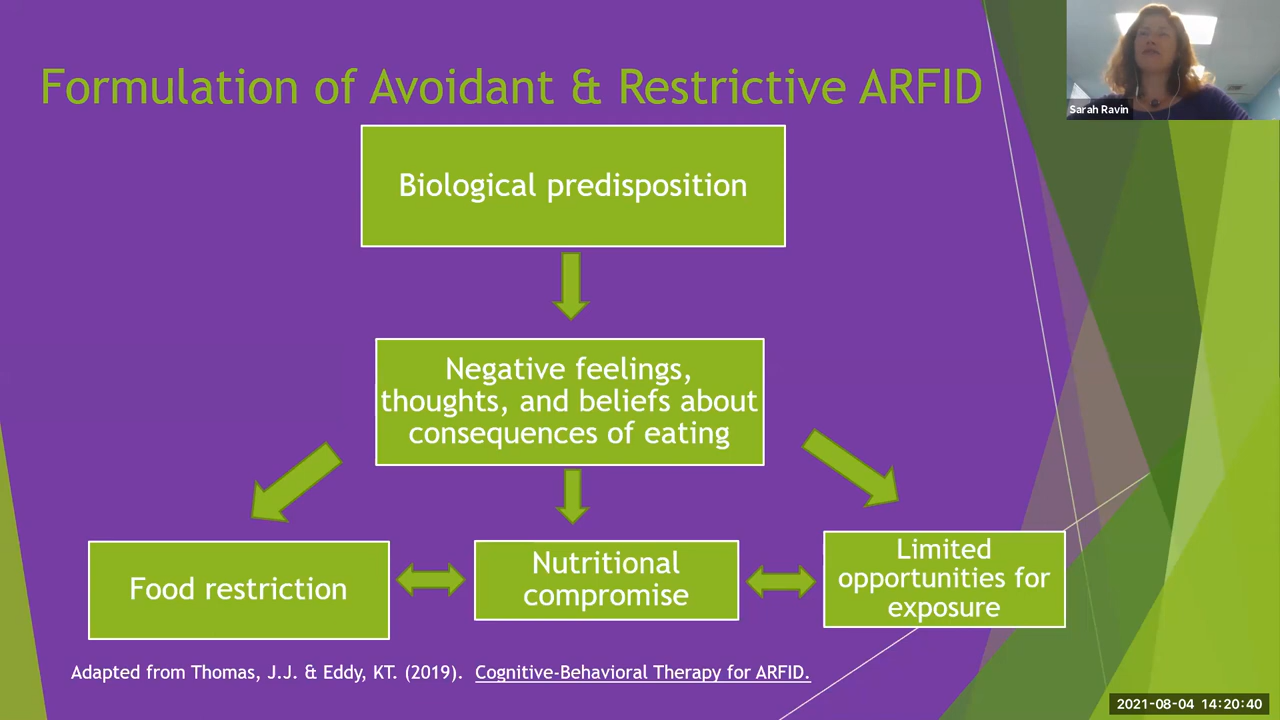 Formulation of Avoidant & Restrictive ARFID
Sarah Ravin
Biological predisposition
Negative feelings,
thoughts, and beliefs about
consequences of eating
Food restriction
Nutritional
compromise
Limited
opportunities for
exposure
Adapted from Thomas, J.J. & Eddy, KT. (2019). Cognitive-Behavioral Therapy for ARFID.
2021-08-04 14:20:40